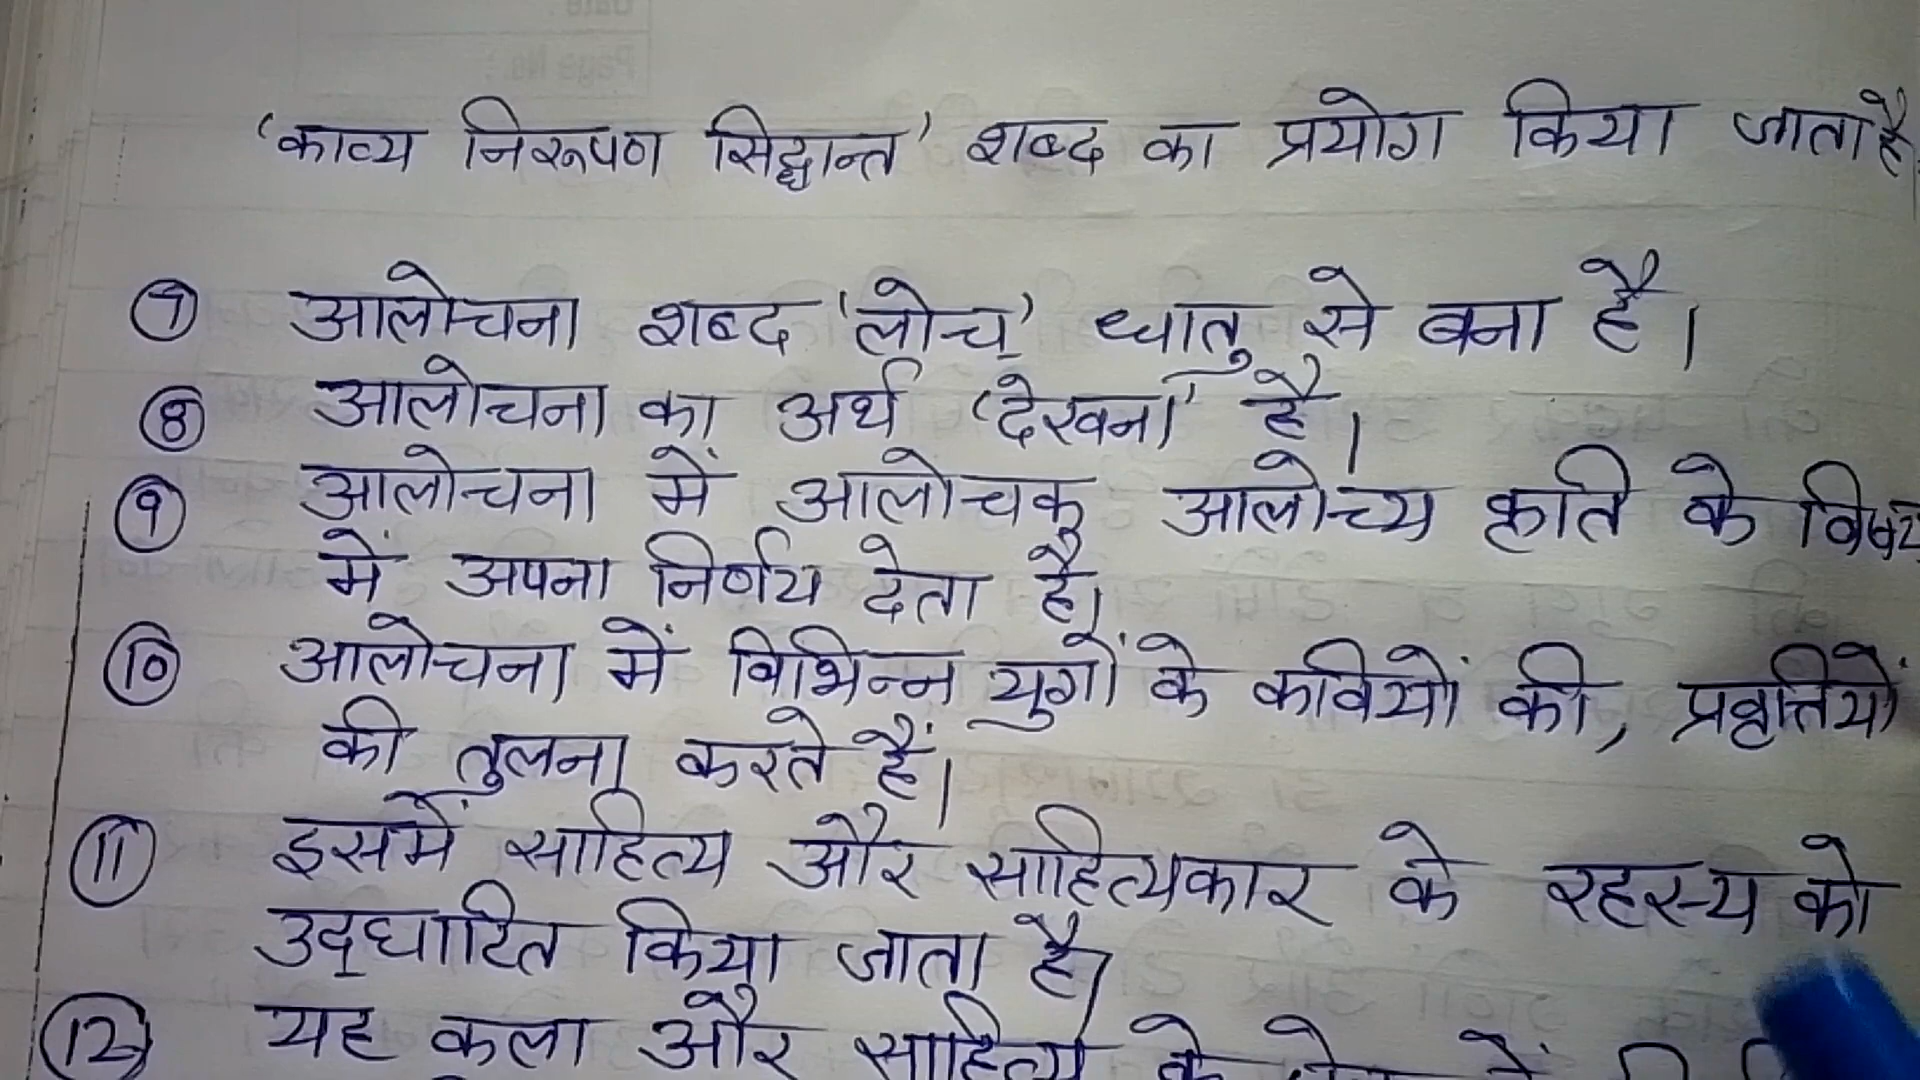 'काव्य निरूपण सिद्धान्त' शब्द का प्रयोग किया जाता है
⑦ आलोचना शब्द 'लोच्' धातु से बना है।
⑧ आलोचना का अर्थ 'देखना' है।
⑨ आलोचना में आलोचक आलोच्य कृति के विषय
में अपना निर्णय देता है।
⑩ आलोचना में विभिन्न युगों के कवियों की, प्रवृत्तियों
की तुलना करते हैं।
⑪ इसमें साहित्य और साहित्यकार के रहस्य को
उद्घाटित किया जाता है।
⑫ यह कला और साहित्य के